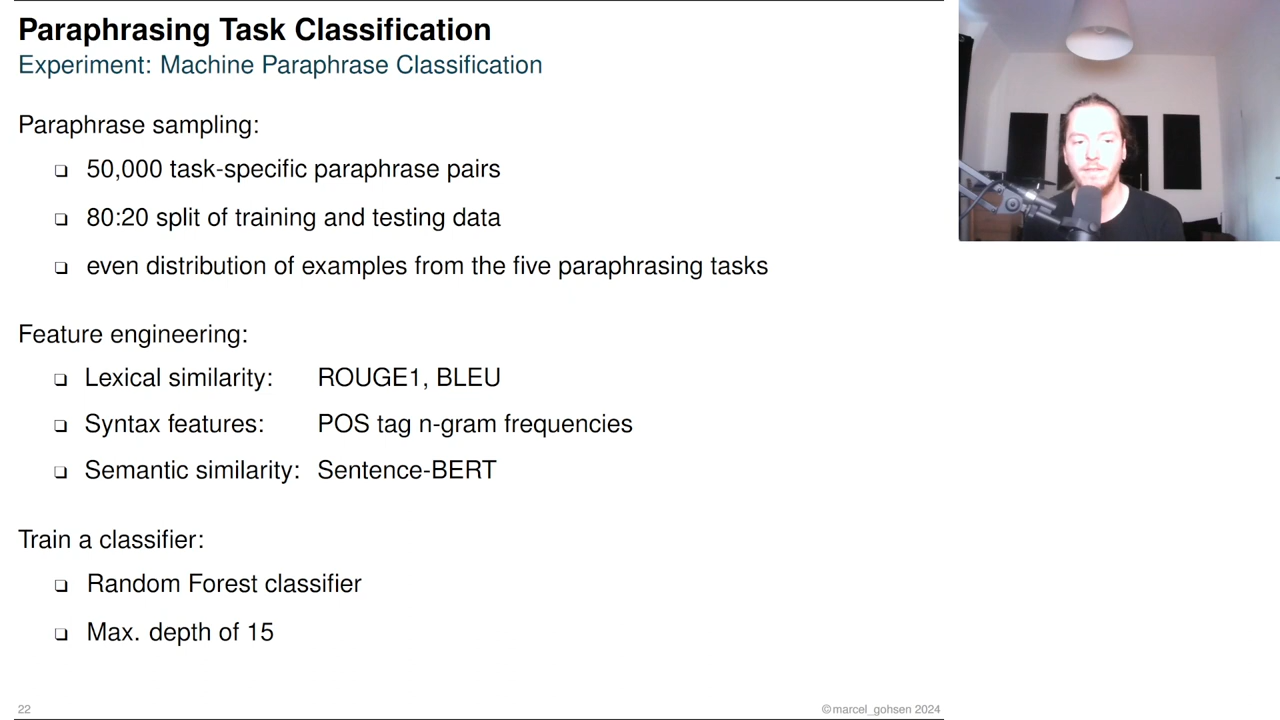 Paraphrasing Task Classification
Experiment: Machine Paraphrase Classification
Paraphrase sampling:
❑ 50,000 task-specific paraphrase pairs
❑ 80:20 split of training and testing data
❑ even distribution of examples from the five paraphrasing tasks
Feature engineering:
❑ Lexical similarity: ROUGE1, BLEU
❑ Syntax features: POS tag n-gram frequencies
❑ Semantic similarity: Sentence-BERT
Train a classifier:
❑ Random Forest classifier
❑ Max. depth of 15
22 ©marcel_gohsen 2024